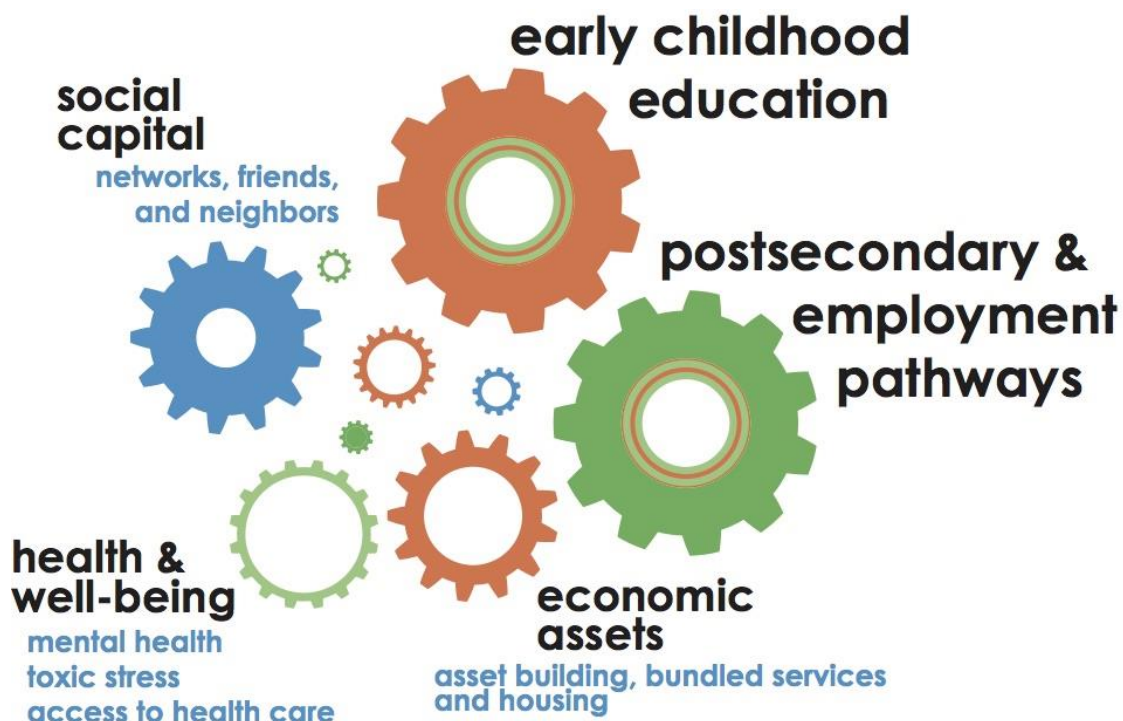 early childhood
education
social
capital
networks, friends,
and neighbors
postsecondary &
employment
pathways
health &
well-being
mental health
toxic stress
access to health care
economic
assets
asset building, bundled services
and housing